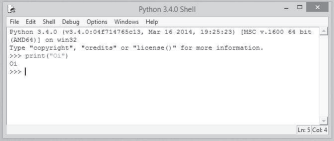 Python 3.4.0 Shell
File Edit Shell Debug Options Windows Help
Python 3.4.0 (v3.4.0:04f714765c13, Mar 16 2014, 19:25:23) [MSC v.1600 64 bit
(AMD64)] on win32
Type "copyright", "credits" or "license()" for more information.
>>> print("Oi")
Oi
>>>
Ln: 5 Col: 4